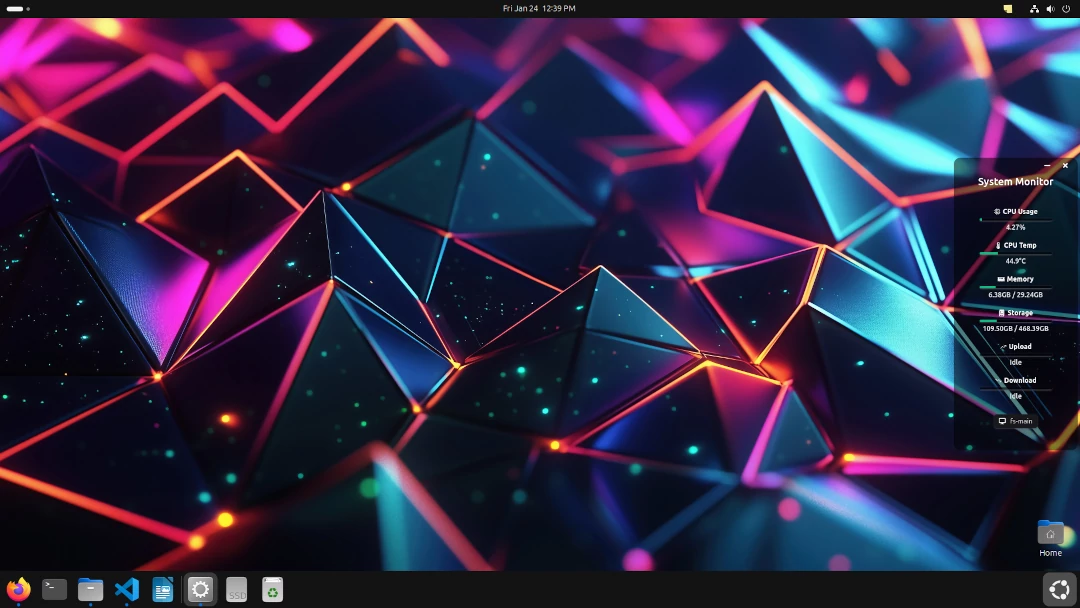 Fri Jan 24 12:39 PM
System Monitor
CPU Usage
4.27%
CPU Temp
44.9°C
Memory
6.38GB / 29.24GB
Storage
109.50GB / 468.39GB
Upload
Idle
Download
Idle
fs-main
Home
>_
SSD